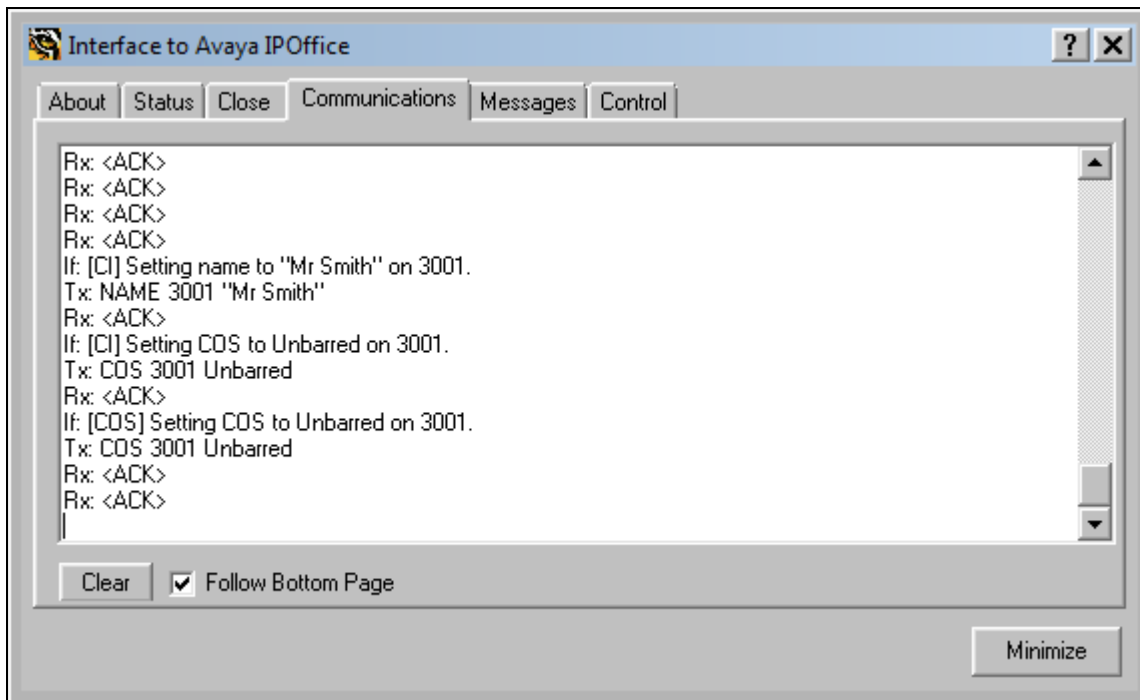 Interface to Avaya IPOffice
? X
About Status Close Communications Messages Control
Rx: <ACK>
Rx: <ACK>
Rx: <ACK>
Rx: <ACK>
If: [CI] Setting name to "Mr Smith" on 3001.
Tx: NAME 3001 "Mr Smith"
Rx: <ACK>
If: [CI] Setting COS to Unbarred on 3001.
Tx: COS 3001 Unbarred
Rx: <ACK>
If: [COS] Setting COS to Unbarred on 3001.
Tx: COS 3001 Unbarred
Rx: <ACK>
Rx: <ACK>
Clear Follow Bottom Page
Minimize